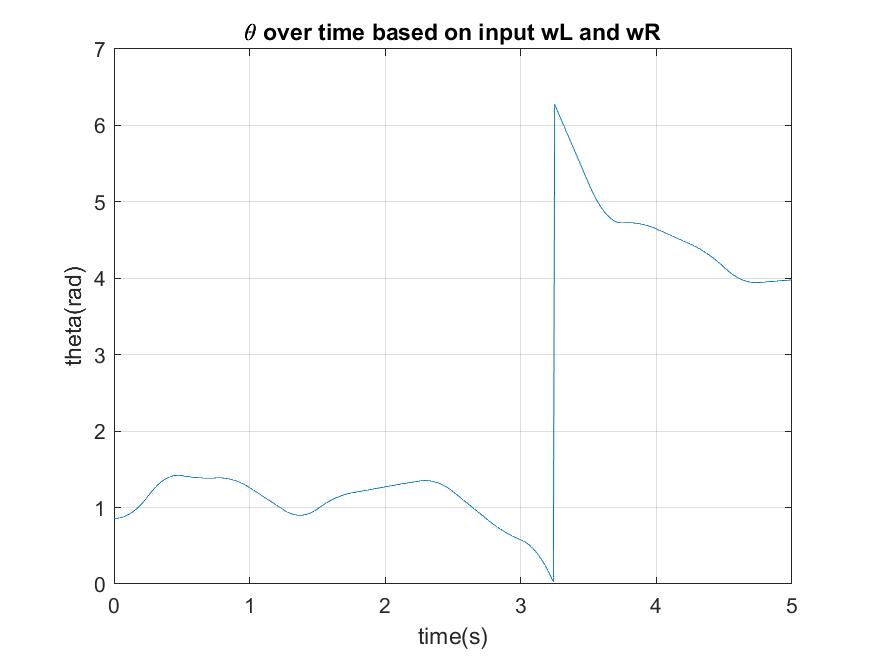 θ over time based on input wL and wR
theta(rad)
7
6
5
4
3
2
1
0
0 1 2 3 4 5
time(s)